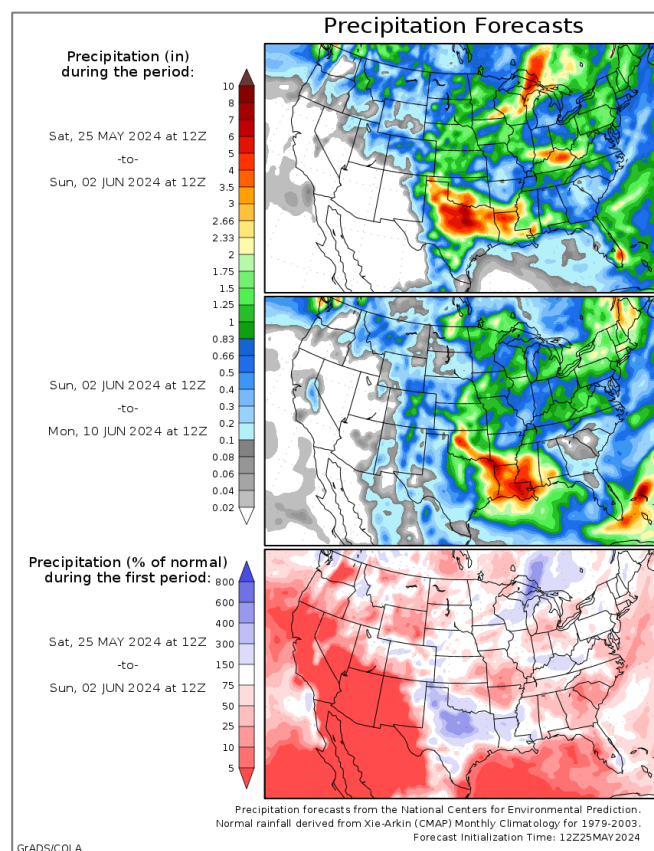 Precipitation Forecasts
Precipitation (in)
during the period:
Sat, 25 MAY 2024 at 12Z
-to-
Sun, 02 JUN 2024 at 12Z
10
8
7
6
5
4
3.5
3
2.66
2.33
2
1.75
1.5
1.25
1
0.83
0.66
0.5
0.4
0.3
0.2
0.1
0.08
0.06
0.04
0.02
Sun, 02 JUN 2024 at 12Z
-to-
Mon, 10 JUN 2024 at 12Z
Precipitation (% of normal)
during the first period:
Sat, 25 MAY 2024 at 12Z
-to-
Sun, 02 JUN 2024 at 12Z
800
600
400
300
150
75
50
25
10
5
Precipitation forecasts from the National Centers for Environmental Prediction.
Normal rainfall derived from Xie-Arkin (CMAP) Monthly Climatology for 1979-2003.
Forecast Initialization Time: 12Z25MAY2024
GrADS/COLA